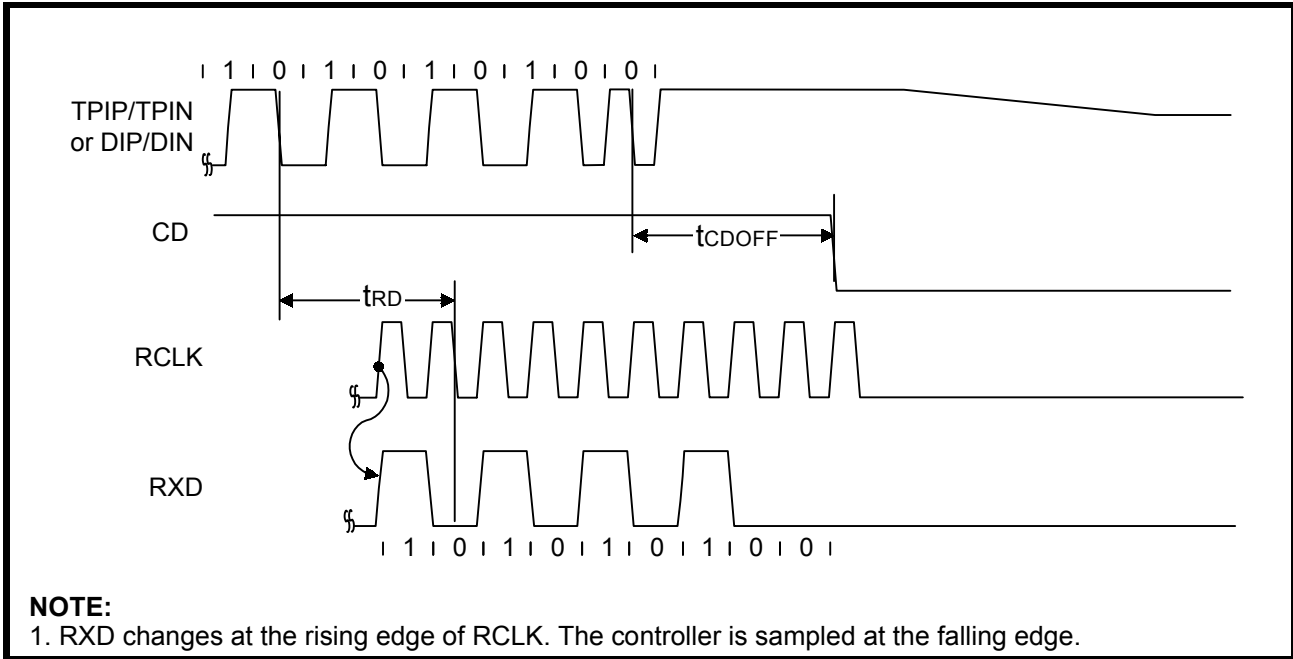 1 0 1 0 1 0 1 0 0
TPIP/TPIN
or DIP/DIN
CD
tCDOFF
tRD
RCLK
RXD
1 0 1 0 1 0 1 0 0
NOTE:
1. RXD changes at the rising edge of RCLK. The controller is sampled at the falling edge.